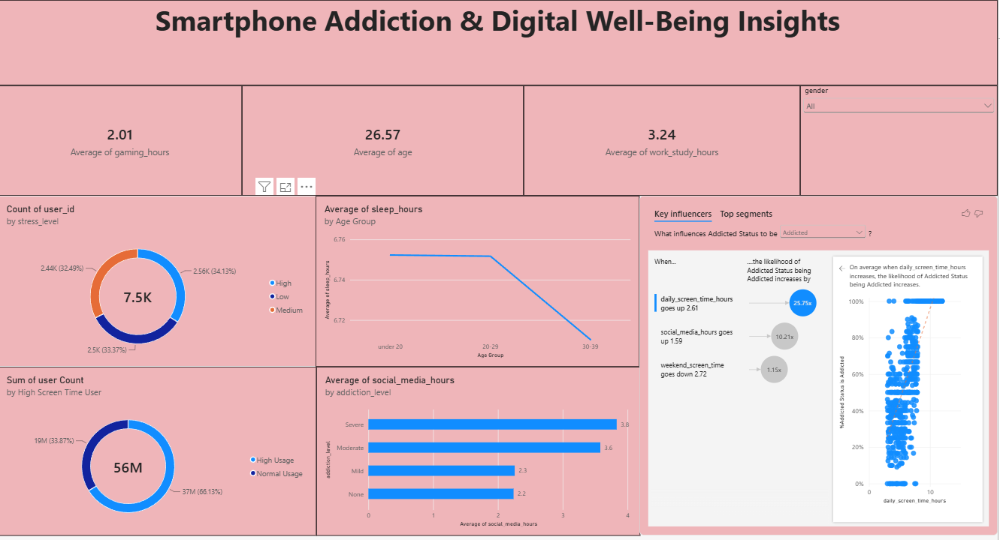 Smartphone Addiction & Digital Well-Being Insights
2.01
Average of gaming_hours
26.57
Average of age
3.24
Average of work_study_hours
gender
All
Count of user_id
by stress_level
2.44K (32.49%)
2.56K (34.13%)
7.5K
2.5K (33.37%)
High
Low
Medium
Average of sleep_hours
by Age Group
Average of sleep_hours
6.76
6.74
6.72
under 20
20-29
30-39
Age Group
Sum of user Count
by High Screen Time User
19M (33.87%)
56M
37M (66.13%)
High Usage
Normal Usage
Average of social_media_hours
by addiction_level
addiction_level
Severe
3.8
Moderate
3.6
Mild
2.3
None
2.2
0
1
2
3
4
Average of social_media_hours
Key influencers
Top segments
What influences Addicted Status to be
Addicted
?
When...
...the likelihood of
Addicted Status being
Addicted increases by
daily_screen_time_hours
goes up 2.61
25.75x
social_media_hours goes
up 1.59
10.21x
weekend_screen_time
goes down 2.72
1.15x
On average when daily_screen_time_hours
increases, the likelihood of Addicted Status
being Addicted increases.
%Addicted Status is Addicted
100%
80%
60%
40%
20%
0%
0
10
daily_screen_time_hours